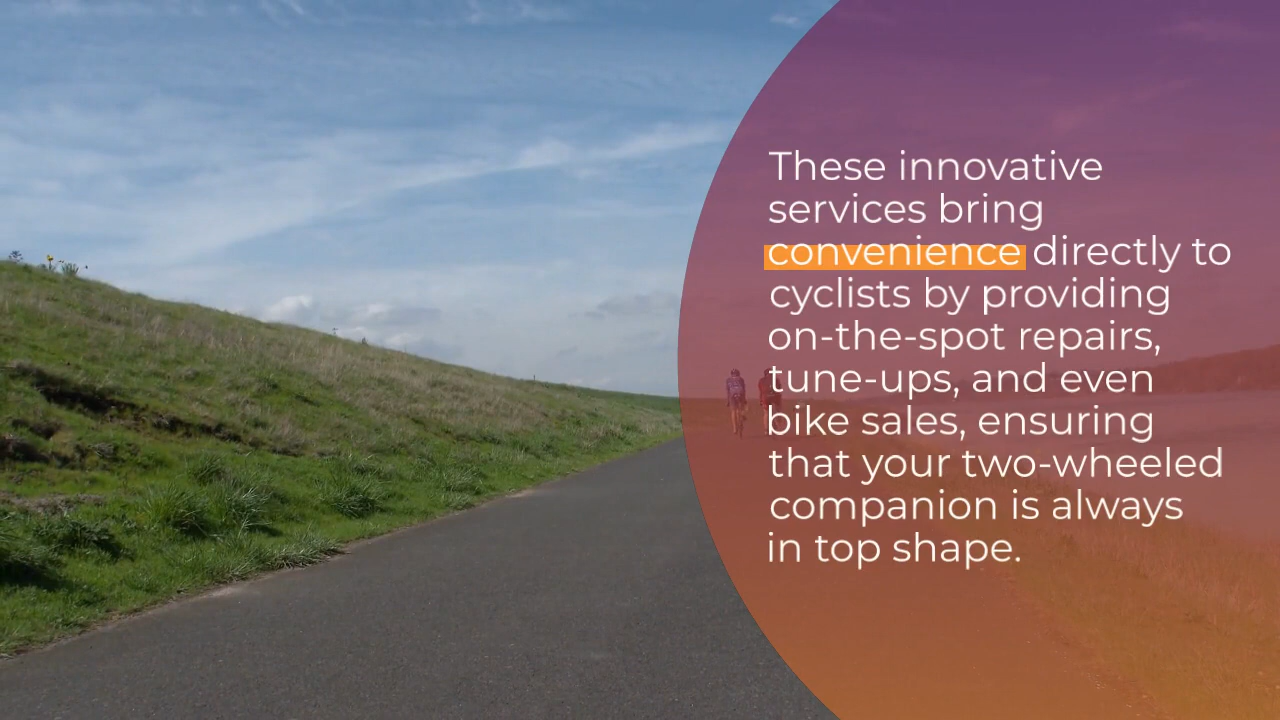 These innovative
services bring
convenience directly to
cyclists by providing
on-the-spot repairs,
tune-ups, and even
bike sales, ensuring
that your two-wheeled
companion is always
in top shape.